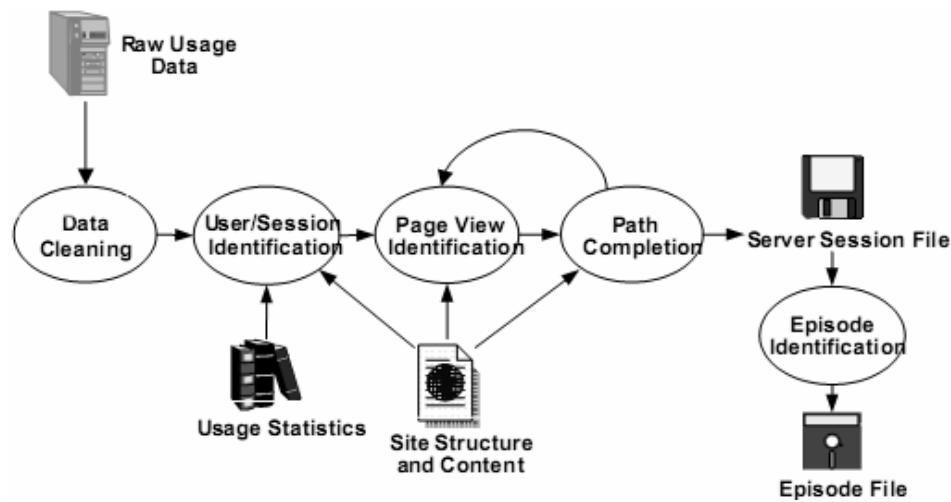 Raw Usage
Data
Data
Cleaning
User/Session
Identification
Page View
Identification
Path
Completion
Server Session File
Episode
Identification
Usage Statistics
Site Structure
and Content
Episode File